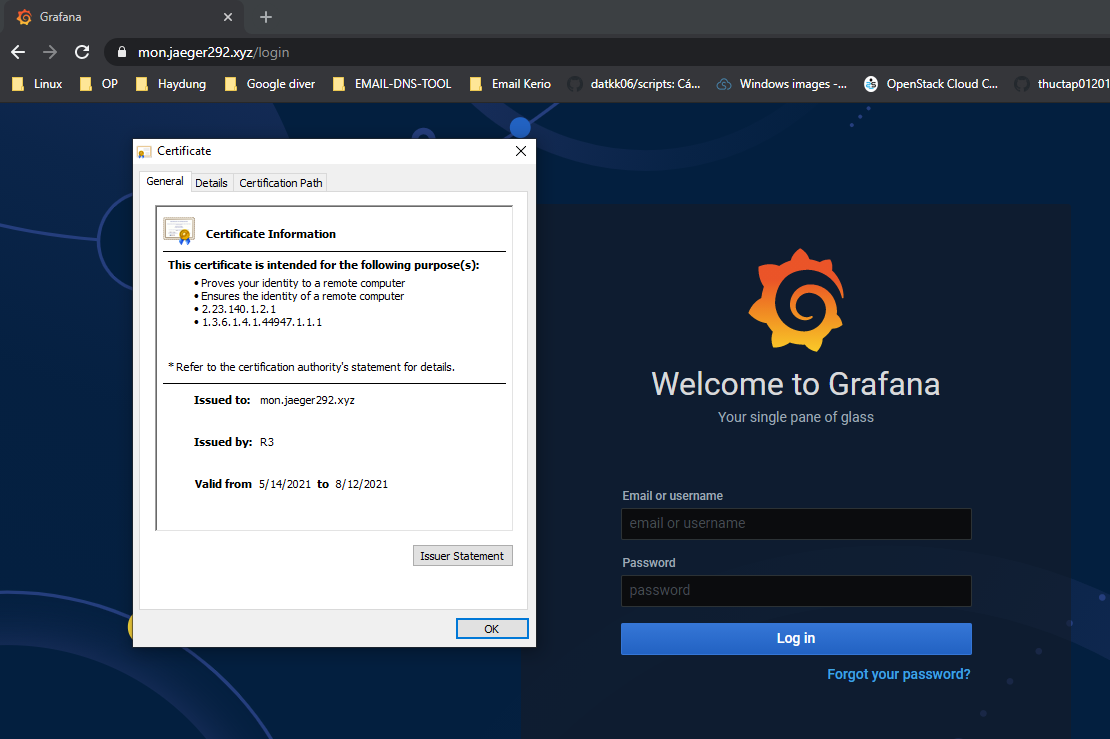 Grafana
mon.jaeger292.xyz/login
Linux OP Haydung Google diver EMAIL-DNS-TOOL Email Kerio datkk06/scripts: Cá... Windows images -... OpenStack Cloud C... thuctap01201
Certificate
General Details Certification Path
Certificate Information
This certificate is intended for the following purpose(s):
• Proves your identity to a remote computer
• Ensures the identity of a remote computer
• 2.23.140.1.2.1
• 1.3.6.1.4.1.44947.1.1.1
* Refer to the certification authority's statement for details.
Issued to: mon.jaeger292.xyz
Issued by: R3
Valid from 5/14/2021 to 8/12/2021
Issuer Statement
OK
Welcome to Grafana
Your single pane of glass
Email or username
email or username
Password
password
Log in
Forgot your password?